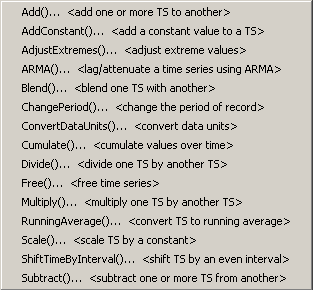 Add()... <add one or more TS to another>
AddConstant()... <add a constant value to a TS>
AdjustExtremes()... <adjust extreme values>
ARMA()... <lag/attenuate a time series using ARMA>
Blend()... <blend one TS with another>
ChangePeriod()... <change the period of record>
ConvertDataUnits()... <convert data units>
Cumulate()... <cumulate values over time>
Divide()... <divide one TS by another TS>
Free()... <free time series>
Multiply()... <multiply one TS by another TS>
RunningAverage()... <convert TS to running average>
Scale()... <scale TS by a constant>
ShiftTimeByInterval()... <shift TS by an even interval>
Subtract()... <subtract one or more TS from another>